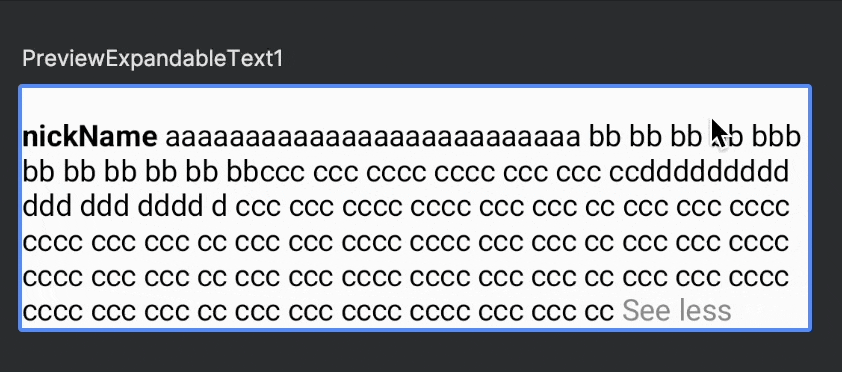 PreviewExpandableText1
nickName aaaaaaaaaaaaaaaaaaaaaaaaaa bb bb bb bb bbb
bb bb bb bb bb bbccc ccc cccc cccc ccc ccc ccddddddddd
ddd ddd dddd d ccc ccc cccc cccc ccc ccc cc ccc ccc cccc
cccc ccc ccc cc ccc ccc cccc cccc ccc ccc cc ccc ccc cccc
cccc ccc ccc cc ccc ccc cccc cccc ccc ccc cc ccc ccc cccc
cccc ccc ccc cc ccc ccc cccc cccc ccc ccc cc See less